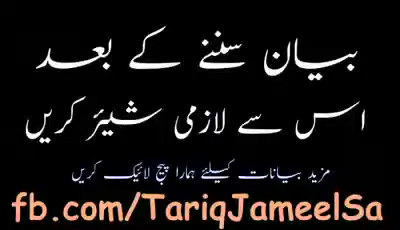 بیان سننے کے بعد
اس سے لازمی شیئر کریں
مزید بیانات کیلئے ہمارا پیج لائیک کریں
fb.com/TariqJameelSa